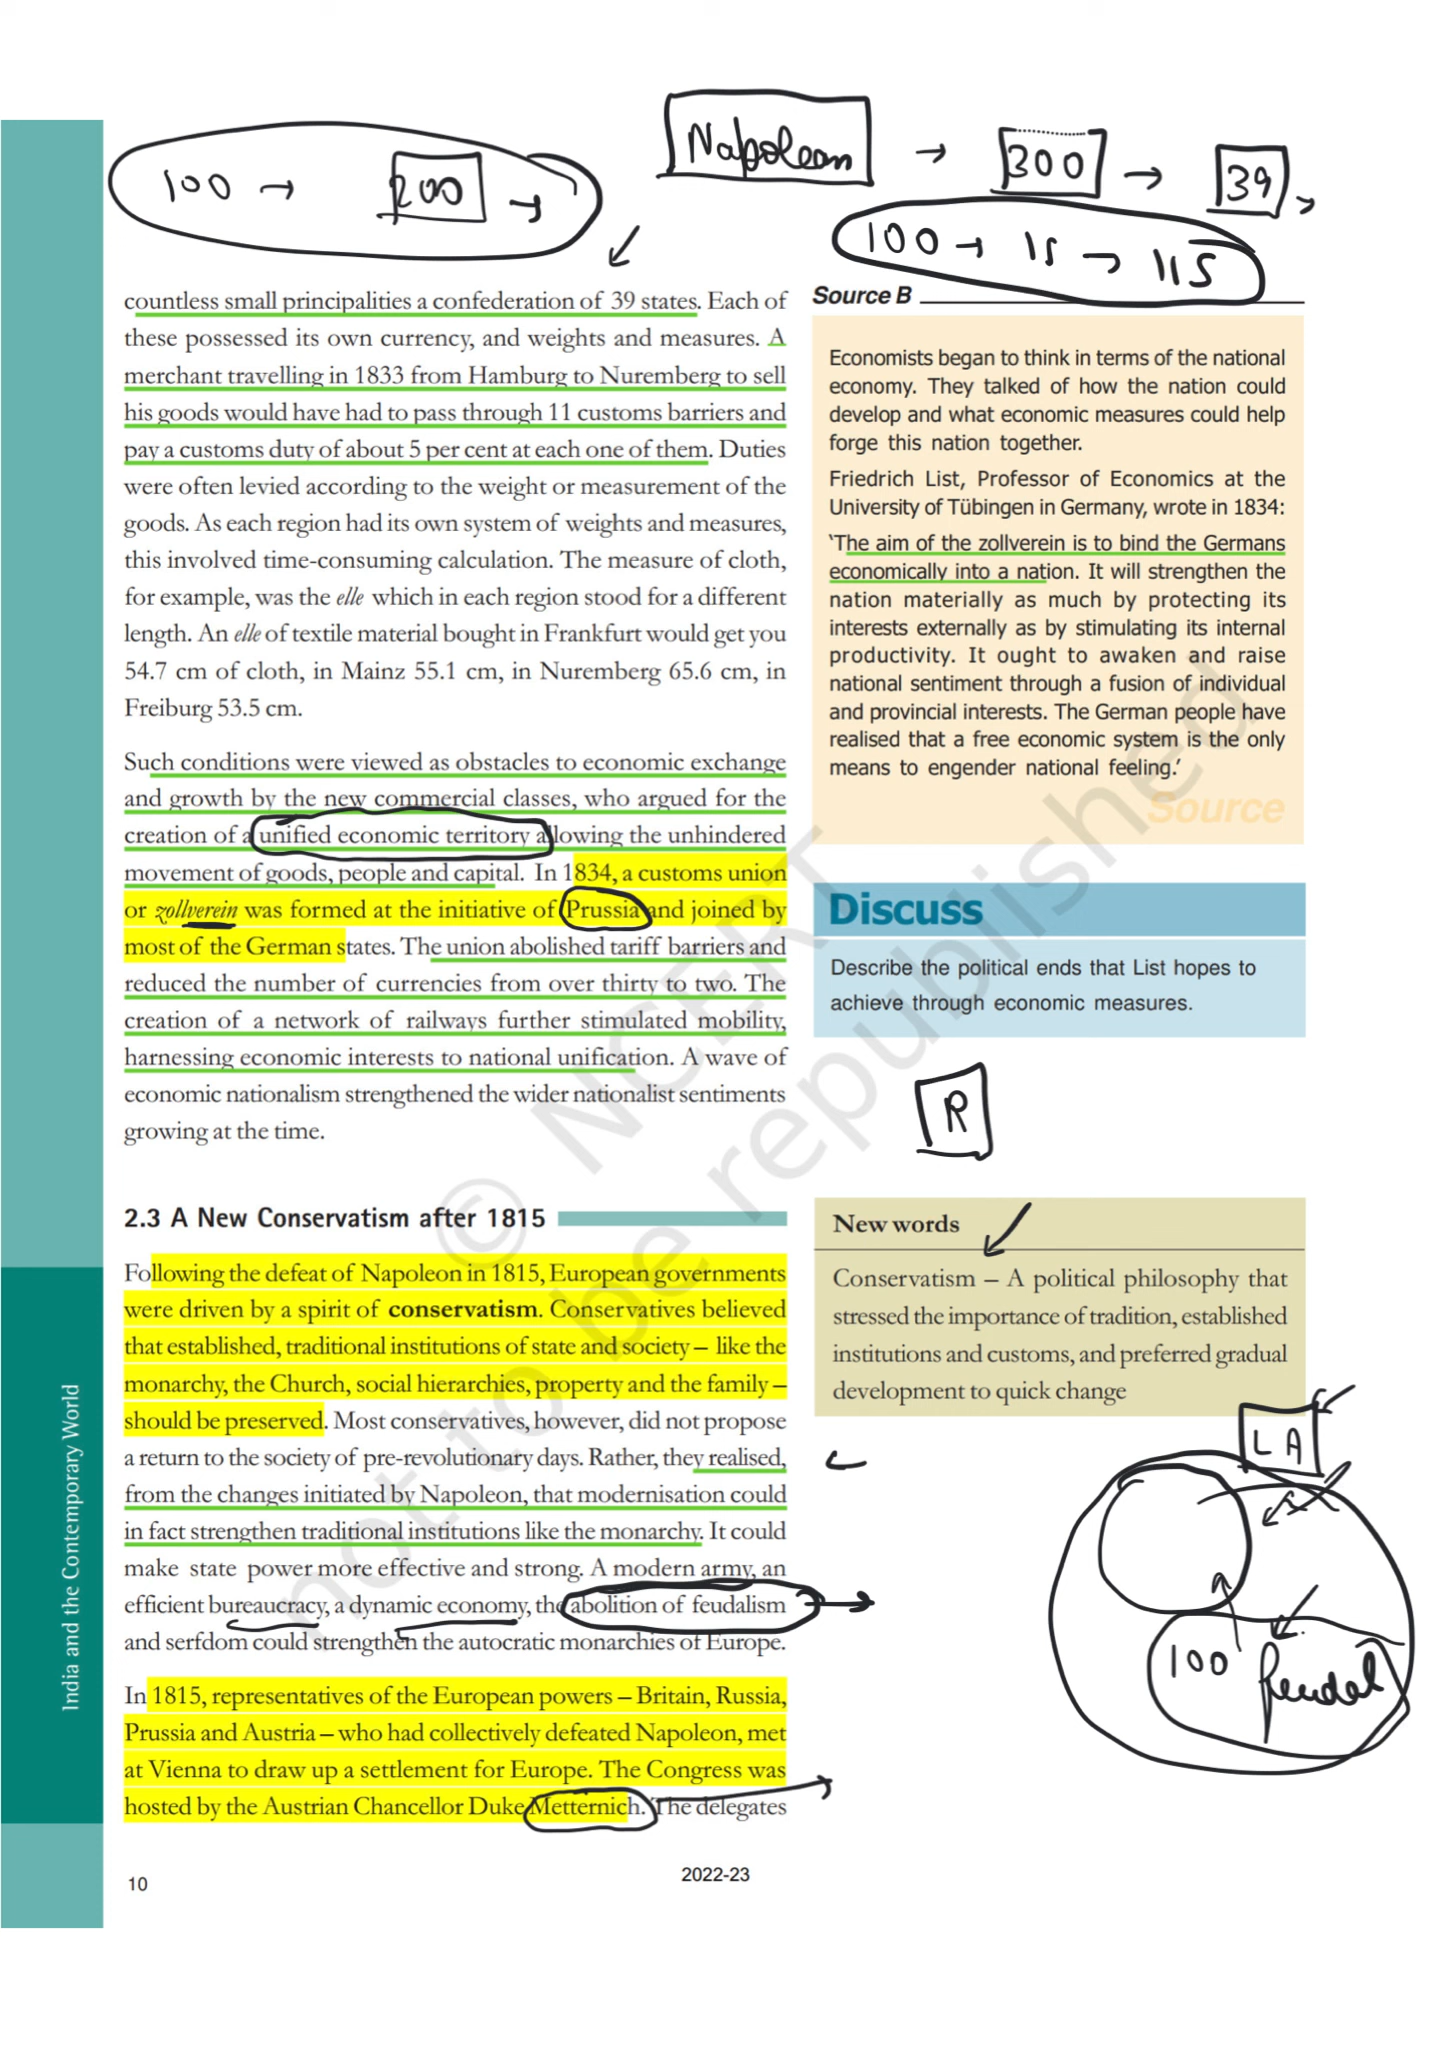 Napoleon → 300 → 39 →
100 → 200 →
100 → 15 → 115
countless small principalities a confederation of 39 states. Each of
these possessed its own currency, and weights and measures. A
merchant travelling in 1833 from Hamburg to Nuremberg to sell
his goods would have had to pass through 11 customs barriers and
pay a customs duty of about 5 per cent at each one of them. Duties
were often levied according to the weight or measurement of the
goods. As each region had its own system of weights and measures,
this involved time-consuming calculation. The measure of cloth,
for example, was the elle which in each region stood for a different
length. An elle of textile material bought in Frankfurt would get you
54.7 cm of cloth, in Mainz 55.1 cm, in Nuremberg 65.6 cm, in
Freiburg 53.5 cm.
Such conditions were viewed as obstacles to economic exchange
and growth by the new commercial classes, who argued for the
creation of a unified economic territory allowing the unhindered
movement of goods, people and capital. In 1834, a customs union
or zollverein was formed at the initiative of Prussia and joined by
most of the German states. The union abolished tariff barriers and
reduced the number of currencies from over thirty to two. The
creation of a network of railways further stimulated mobility,
harnessing economic interests to national unification. A wave of
economic nationalism strengthened the wider nationalist sentiments
growing at the time.
2.3 A New Conservatism after 1815
Following the defeat of Napoleon in 1815, European governments
were driven by a spirit of conservatism. Conservatives believed
that established, traditional institutions of state and society – like the
monarchy, the Church, social hierarchies, property and the family –
should be preserved. Most conservatives, however, did not propose
a return to the society of pre-revolutionary days. Rather, they realised,
from the changes initiated by Napoleon, that modernisation could
in fact strengthen traditional institutions like the monarchy. It could
make state power more effective and strong. A modern army, an
efficient bureaucracy, a dynamic economy, the abolition of feudalism
and serfdom could strengthen the autocratic monarchies of Europe.
In 1815, representatives of the European powers – Britain, Russia,
Prussia and Austria – who had collectively defeated Napoleon, met
at Vienna to draw up a settlement for Europe. The Congress was
hosted by the Austrian Chancellor Duke Metternich. The delegates
Source B
Economists began to think in terms of the national
economy. They talked of how the nation could
develop and what economic measures could help
forge this nation together.
Friedrich List, Professor of Economics at the
University of Tübingen in Germany, wrote in 1834:
‘The aim of the zollverein is to bind the Germans
economically into a nation. It will strengthen the
nation materially as much by protecting its
interests externally as by stimulating its internal
productivity. It ought to awaken and raise
national sentiment through a fusion of individual
and provincial interests. The German people have
realised that a free economic system is the only
means to engender national feeling.’
Source
Discuss
Describe the political ends that List hopes to
achieve through economic measures.
R
New words
Conservatism – A political philosophy that
stressed the importance of tradition, established
institutions and customs, and preferred gradual
development to quick change
LA
100 feudal
India and the Contemporary World
10
2022-23
© NCERT
not to be republished